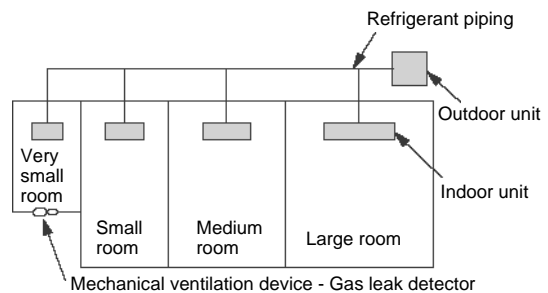 Refrigerant piping
Outdoor unit
Indoor unit
Very
small
room
Small
room
Medium
room
Large room
Mechanical ventilation device - Gas leak detector